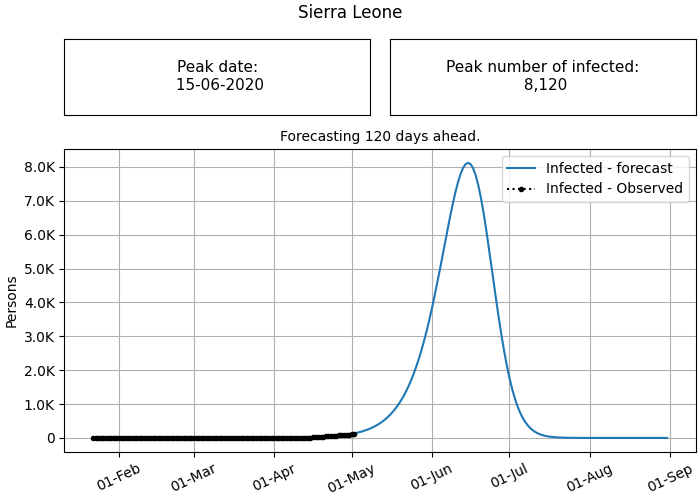 Sierra Leone
Peak date:
15-06-2020
Peak number of infected:
8,120
Forecasting 120 days ahead.
Infected - forecast
Infected - Observed
Persons
8.0K
7.0K
6.0K
5.0K
4.0K
3.0K
2.0K
1.0K
0
01-Feb
01-Mar
01-Apr
01-May
01-Jun
01-Jul
01-Aug
01-Sep